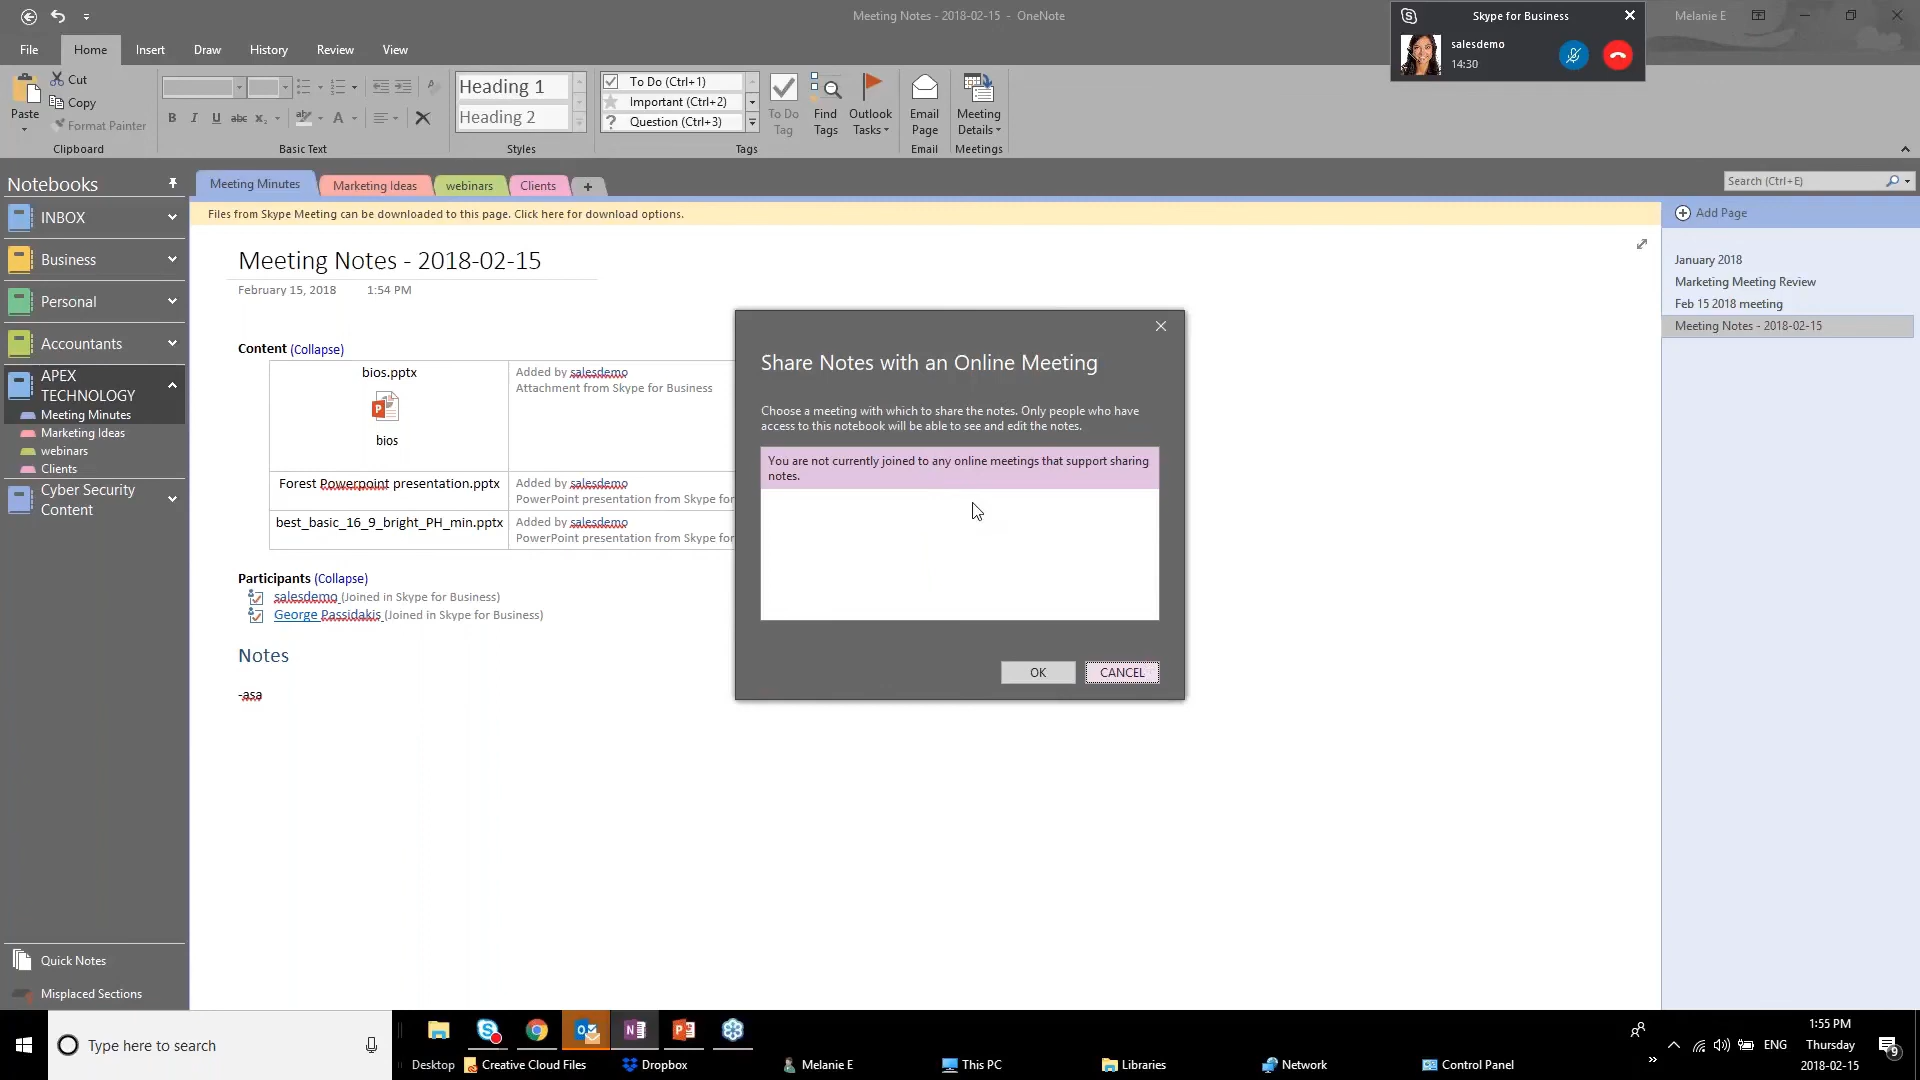 Meeting Notes - 2018-02-15 - OneNote
Skype for Business
salesdemo
14:30
Melanie E
File
Home
Insert
Draw
History
Review
View
Paste
Cut
Copy
Format Painter
Clipboard
B I U abc x₂ A
Basic Text
Heading 1
Heading 2
Styles
To Do (Ctrl+1)
Important (Ctrl+2)
? Question (Ctrl+3)
Tags
To Do
Tag
Find
Tags
Outlook
Tasks
Email
Page
Email
Meeting
Details
Meetings
Notebooks
INBOX
Business
Personal
Accountants
APEX
TECHNOLOGY
Meeting Minutes
Marketing Ideas
webinars
Clients
Cyber Security
Content
Quick Notes
Misplaced Sections
Meeting Minutes
Marketing Ideas
webinars
Clients
+
Search (Ctrl+E)
Files from Skype Meeting can be downloaded to this page. Click here for download options.
Meeting Notes - 2018-02-15
February 15, 2018 1:54 PM
Content (Collapse)
bios.pptx
bios
Added by salesdemo
Attachment from Skype for Business
Forest Powerpoint presentation.pptx
Added by salesdemo
PowerPoint presentation from Skype for
best_basic_16_9_bright_PH_min.pptx
Added by salesdemo
PowerPoint presentation from Skype for
Participants (Collapse)
salesdemo (Joined in Skype for Business)
George Passidakis (Joined in Skype for Business)
Notes
-asa
Share Notes with an Online Meeting
Choose a meeting with which to share the notes. Only people who have
access to this notebook will be able to see and edit the notes.
You are not currently joined to any online meetings that support sharing
notes.
OK
CANCEL
Add Page
January 2018
Marketing Meeting Review
Feb 15 2018 meeting
Meeting Notes - 2018-02-15
Type here to search
Desktop
Creative Cloud Files
Dropbox
Melanie E
This PC
Libraries
Network
Control Panel
ENG
1:55 PM
Thursday
2018-02-15
9